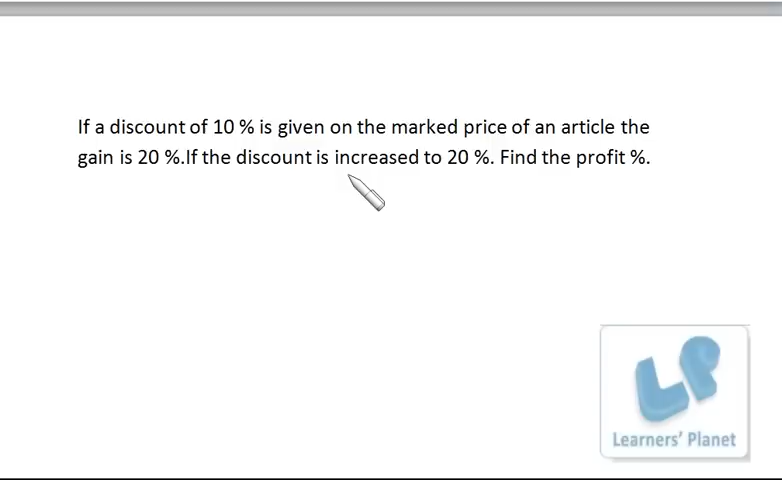 If a discount of 10 % is given on the marked price of an article the
gain is 20 %.If the discount is increased to 20 %. Find the profit %.
LP
Learners' Planet